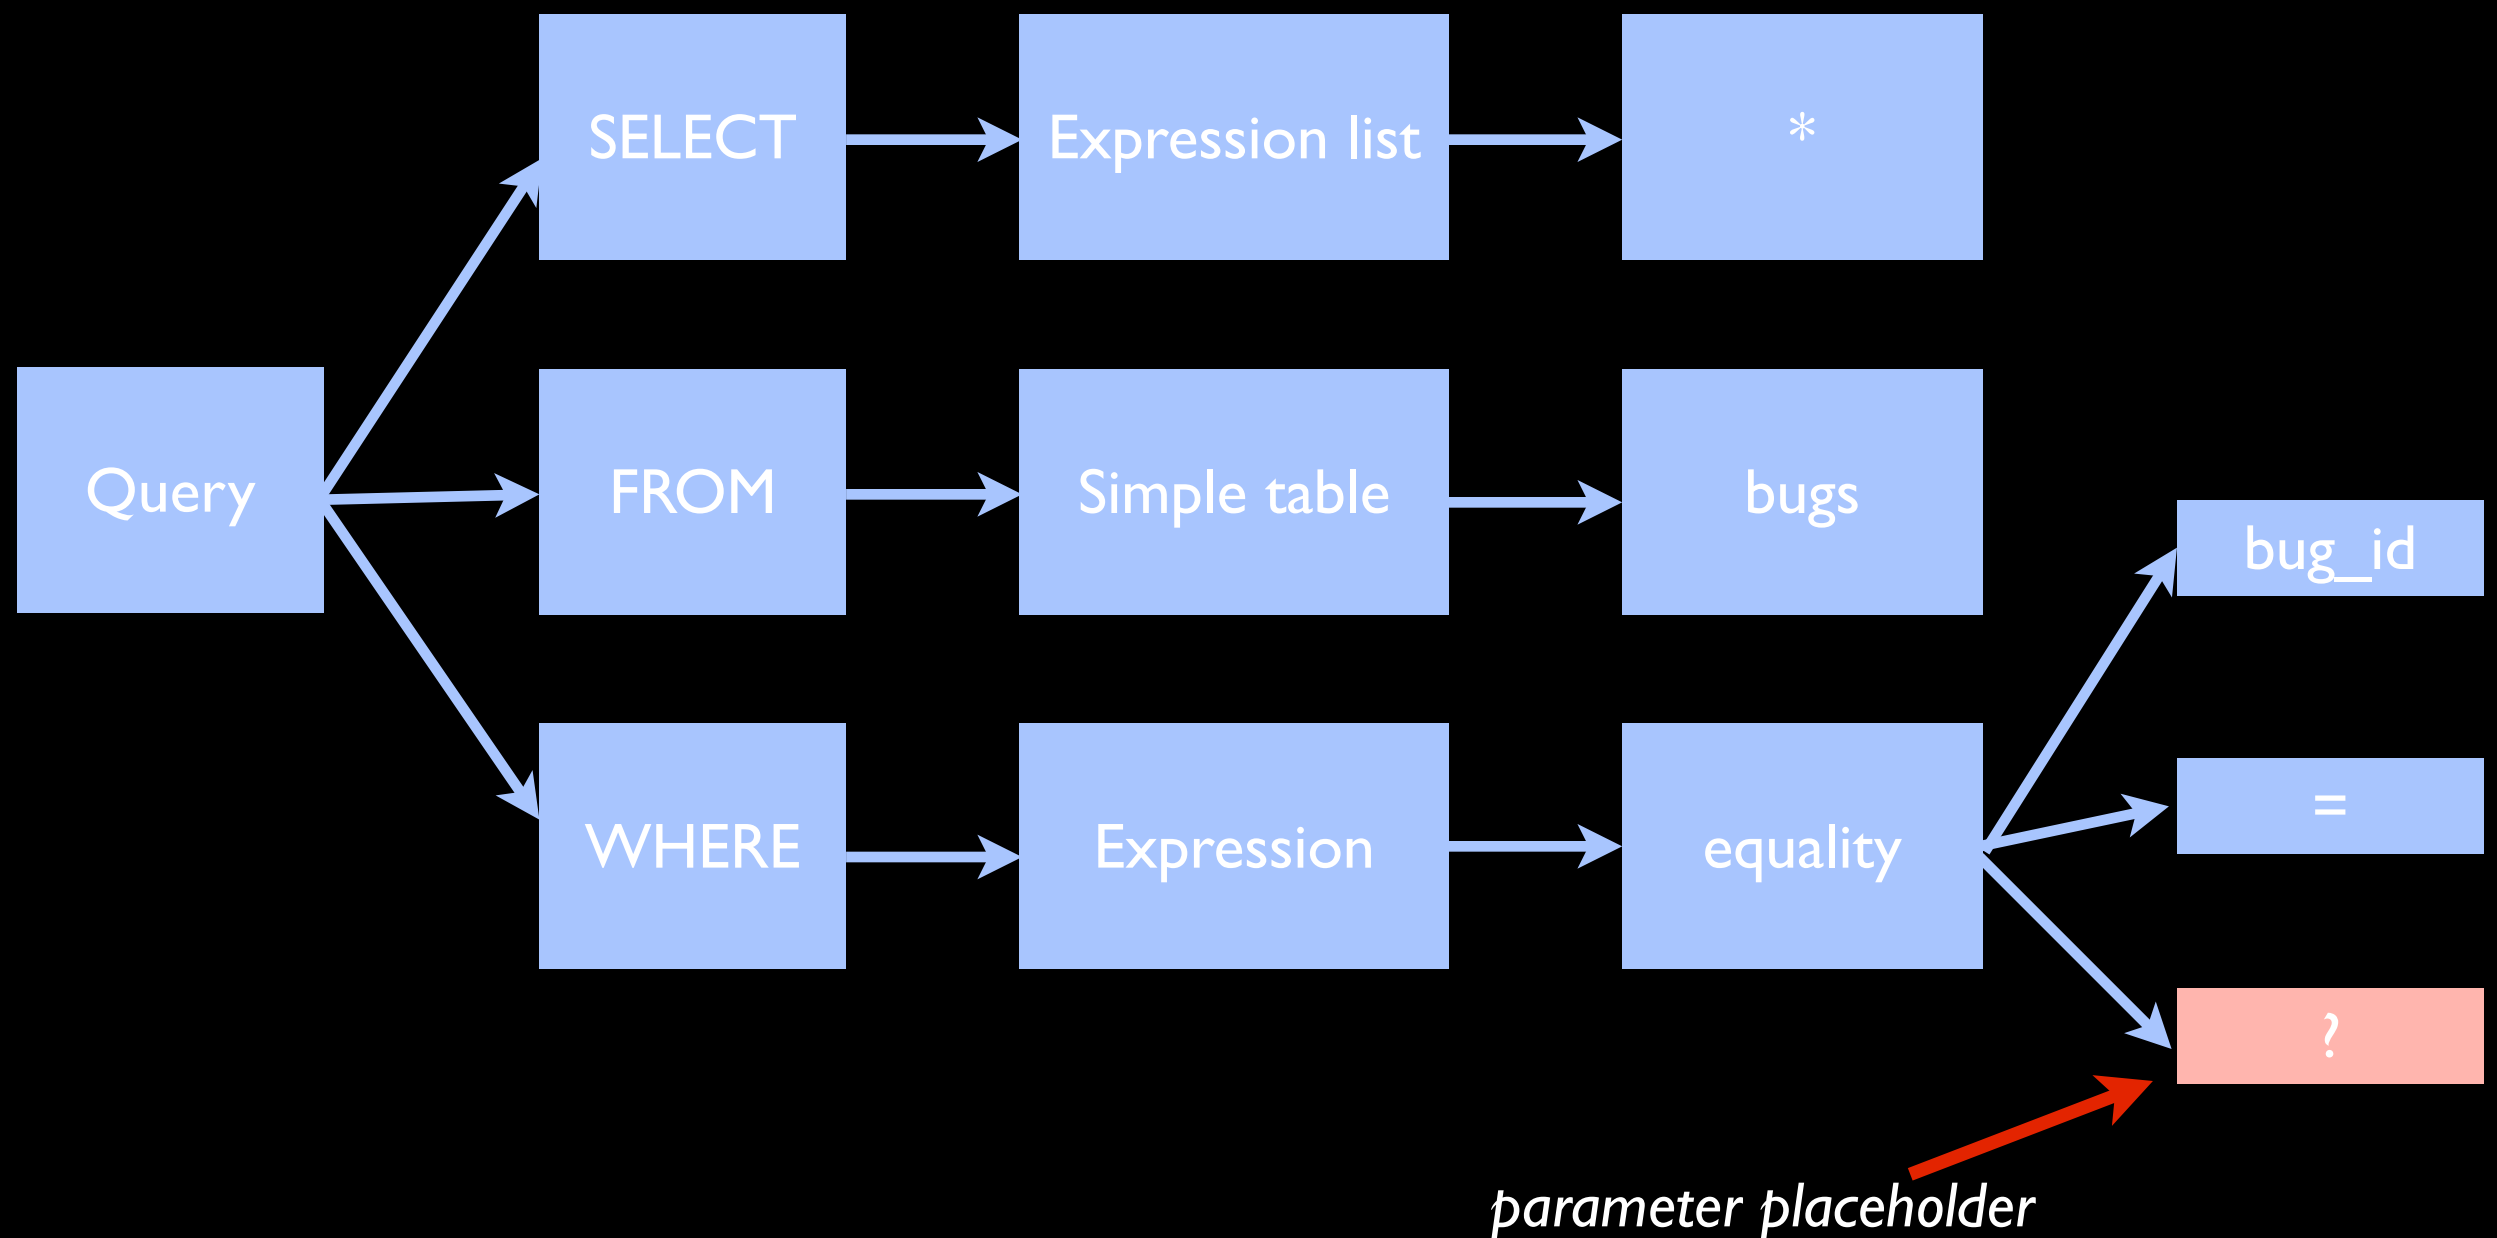 SELECT
Expression list
*
Query
FROM
Simple table
bugs
bug_id
WHERE
Expression
equality
=
?
parameter placeholder